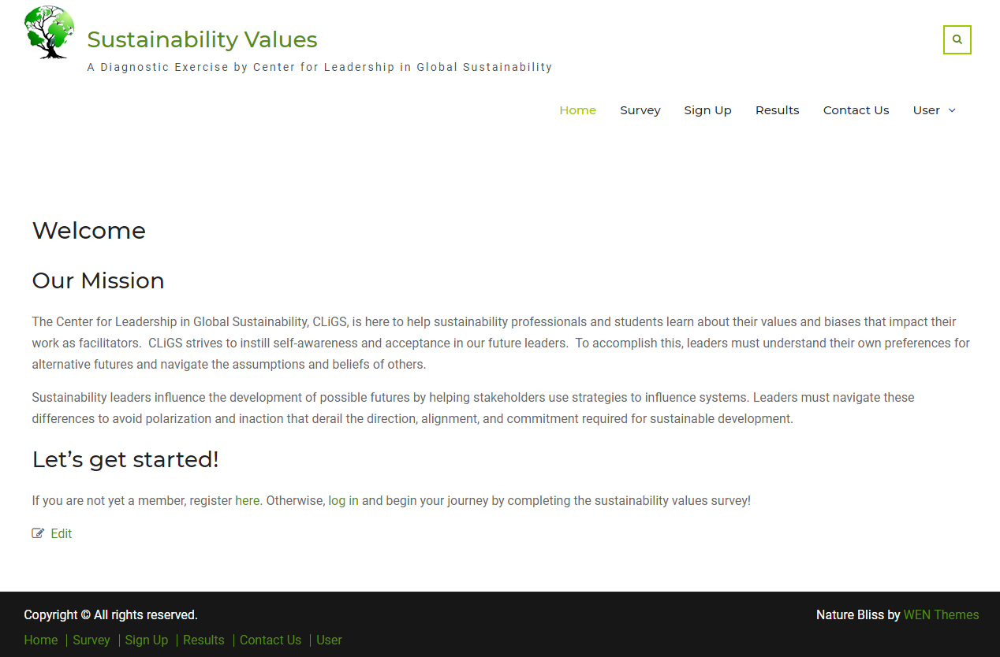 Sustainability Values
A Diagnostic Exercise by Center for Leadership in Global Sustainability
Home Survey Sign Up Results Contact Us User
Welcome
Our Mission
The Center for Leadership in Global Sustainability, CLiGS, is here to help sustainability professionals and students learn about their values and biases that impact their
work as facilitators.  CLiGS strives to instill self-awareness and acceptance in our future leaders.  To accomplish this, leaders must understand their own preferences for
alternative futures and navigate the assumptions and beliefs of others.
Sustainability leaders influence the development of possible futures by helping stakeholders use strategies to influence systems. Leaders must navigate these
differences to avoid polarization and inaction that derail the direction, alignment, and commitment required for sustainable development.
Let’s get started!
If you are not yet a member, register here. Otherwise, log in and begin your journey by completing the sustainability values survey!
Edit
Copyright © All rights reserved. Nature Bliss by WEN Themes
Home | Survey | Sign Up | Results | Contact Us | User